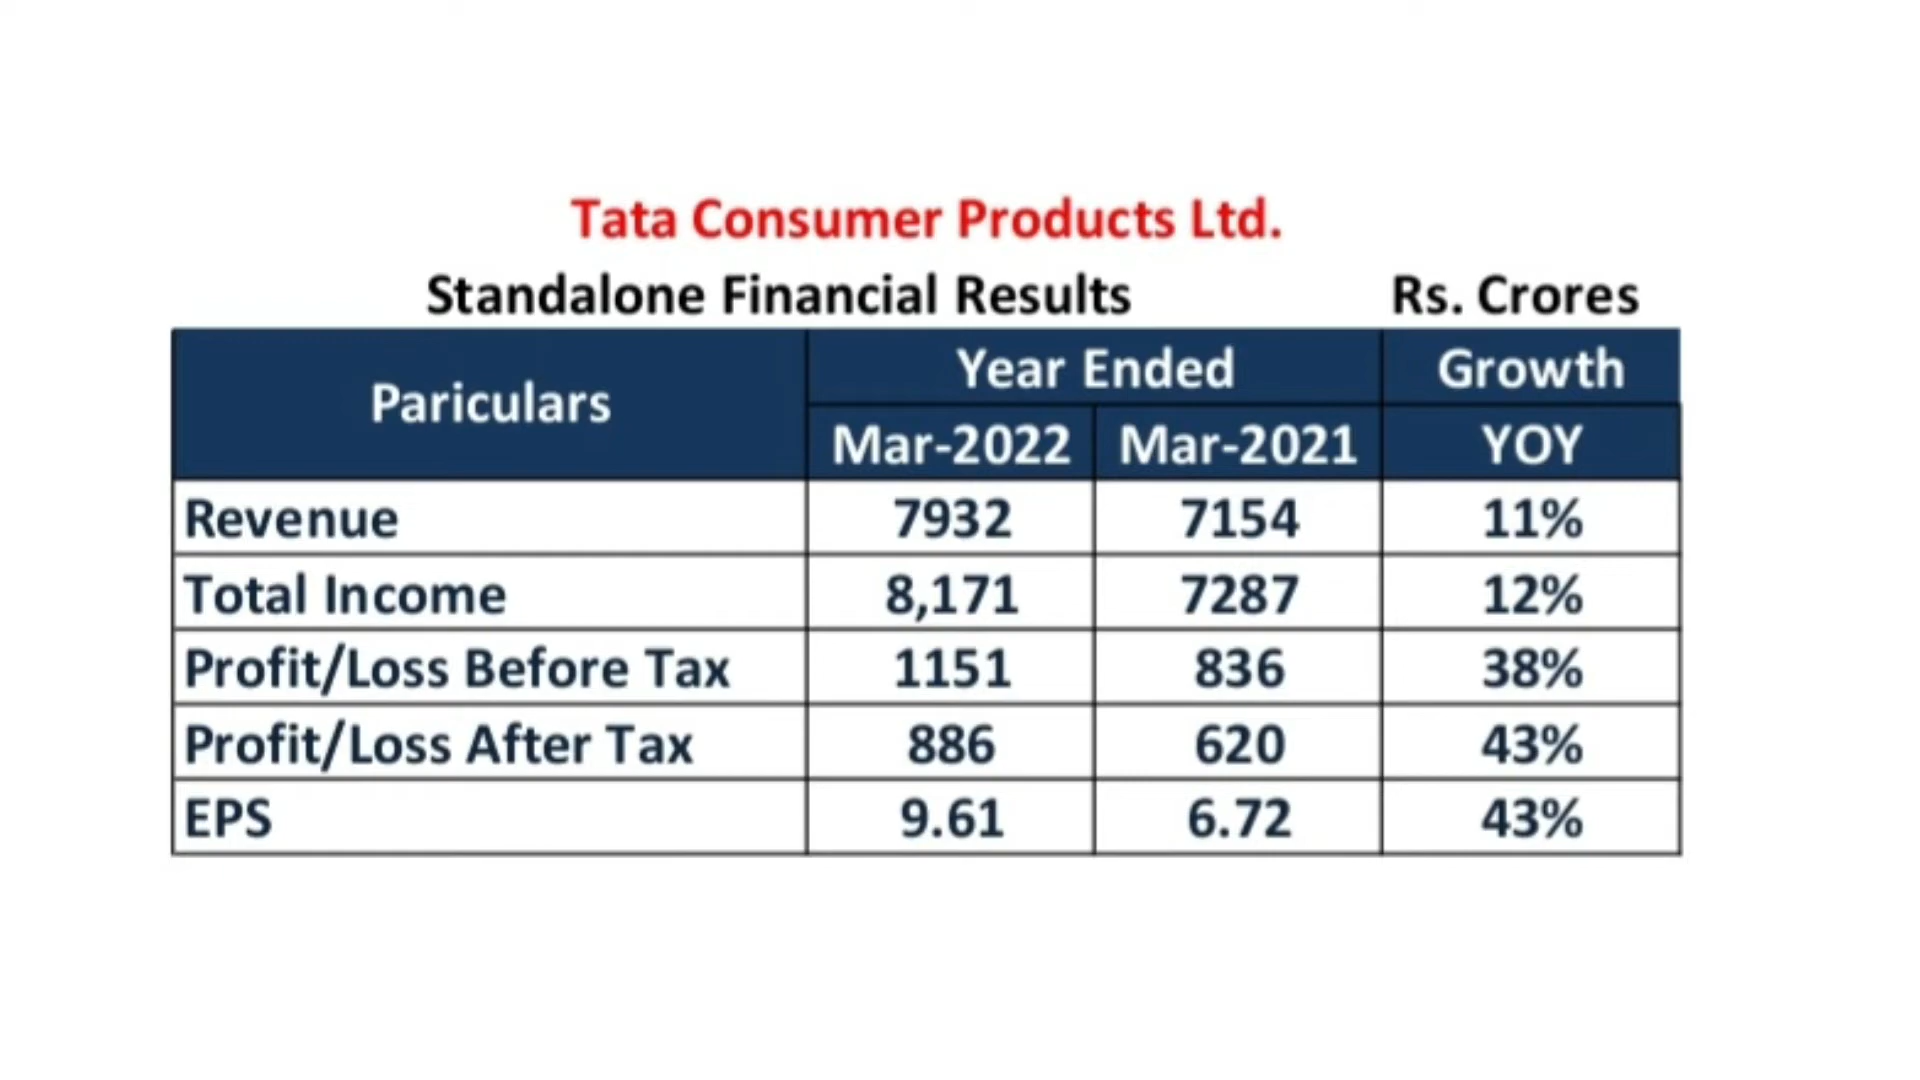 Tata Consumer Products Ltd.
Standalone Financial Results Rs. Crores
Pariculars Year Ended Growth
Mar-2022 Mar-2021 YOY
Revenue 7932 7154 11%
Total Income 8,171 7287 12%
Profit/Loss Before Tax 1151 836 38%
Profit/Loss After Tax 886 620 43%
EPS 9.61 6.72 43%